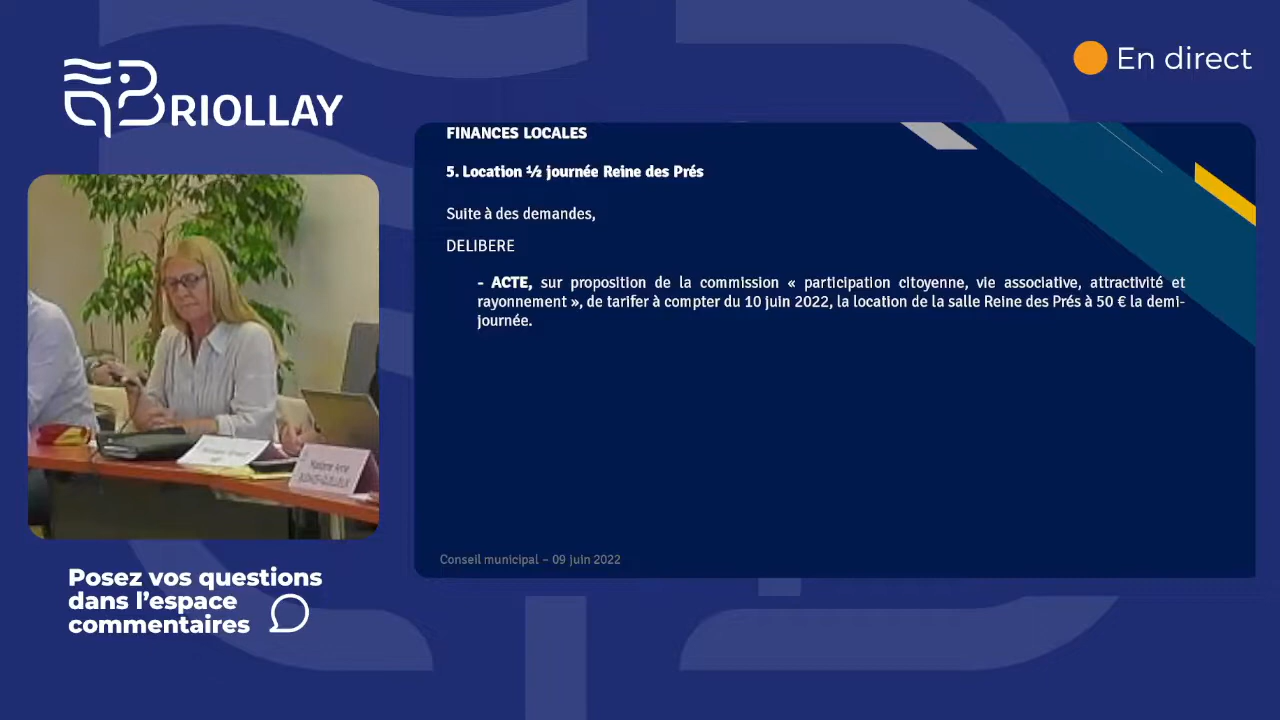 BRIOLLAY
En direct
FINANCES LOCALES
5. Location ½ journée Reine des Prés
Suite à des demandes,
DELIBERE
- ACTE, sur proposition de la commission « participation citoyenne, vie associative, attractivité et
rayonnement », de tarifer à compter du 10 juin 2022, la location de la salle Reine des Prés à 50 € la demi-
journée.
Conseil municipal – 09 juin 2022
Madame Anne
Posez vos questions
dans l’espace
commentaires